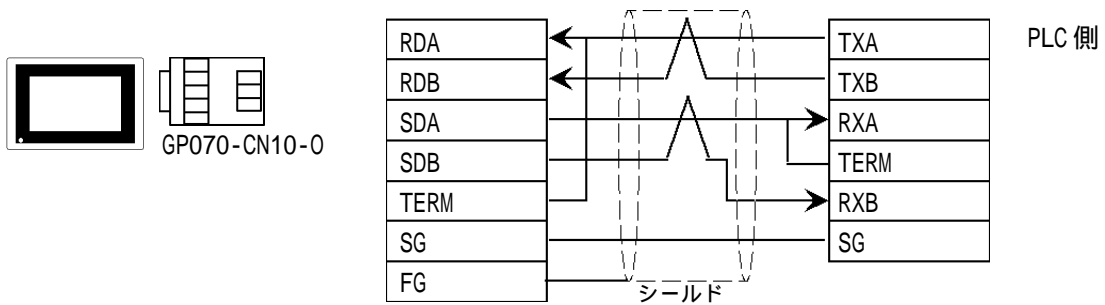 GP070-CN10-O
RDA
RDB
SDA
SDB
TERM
SG
FG
シールド
TXA
TXB
RXA
TERM
RXB
SG
PLC 側